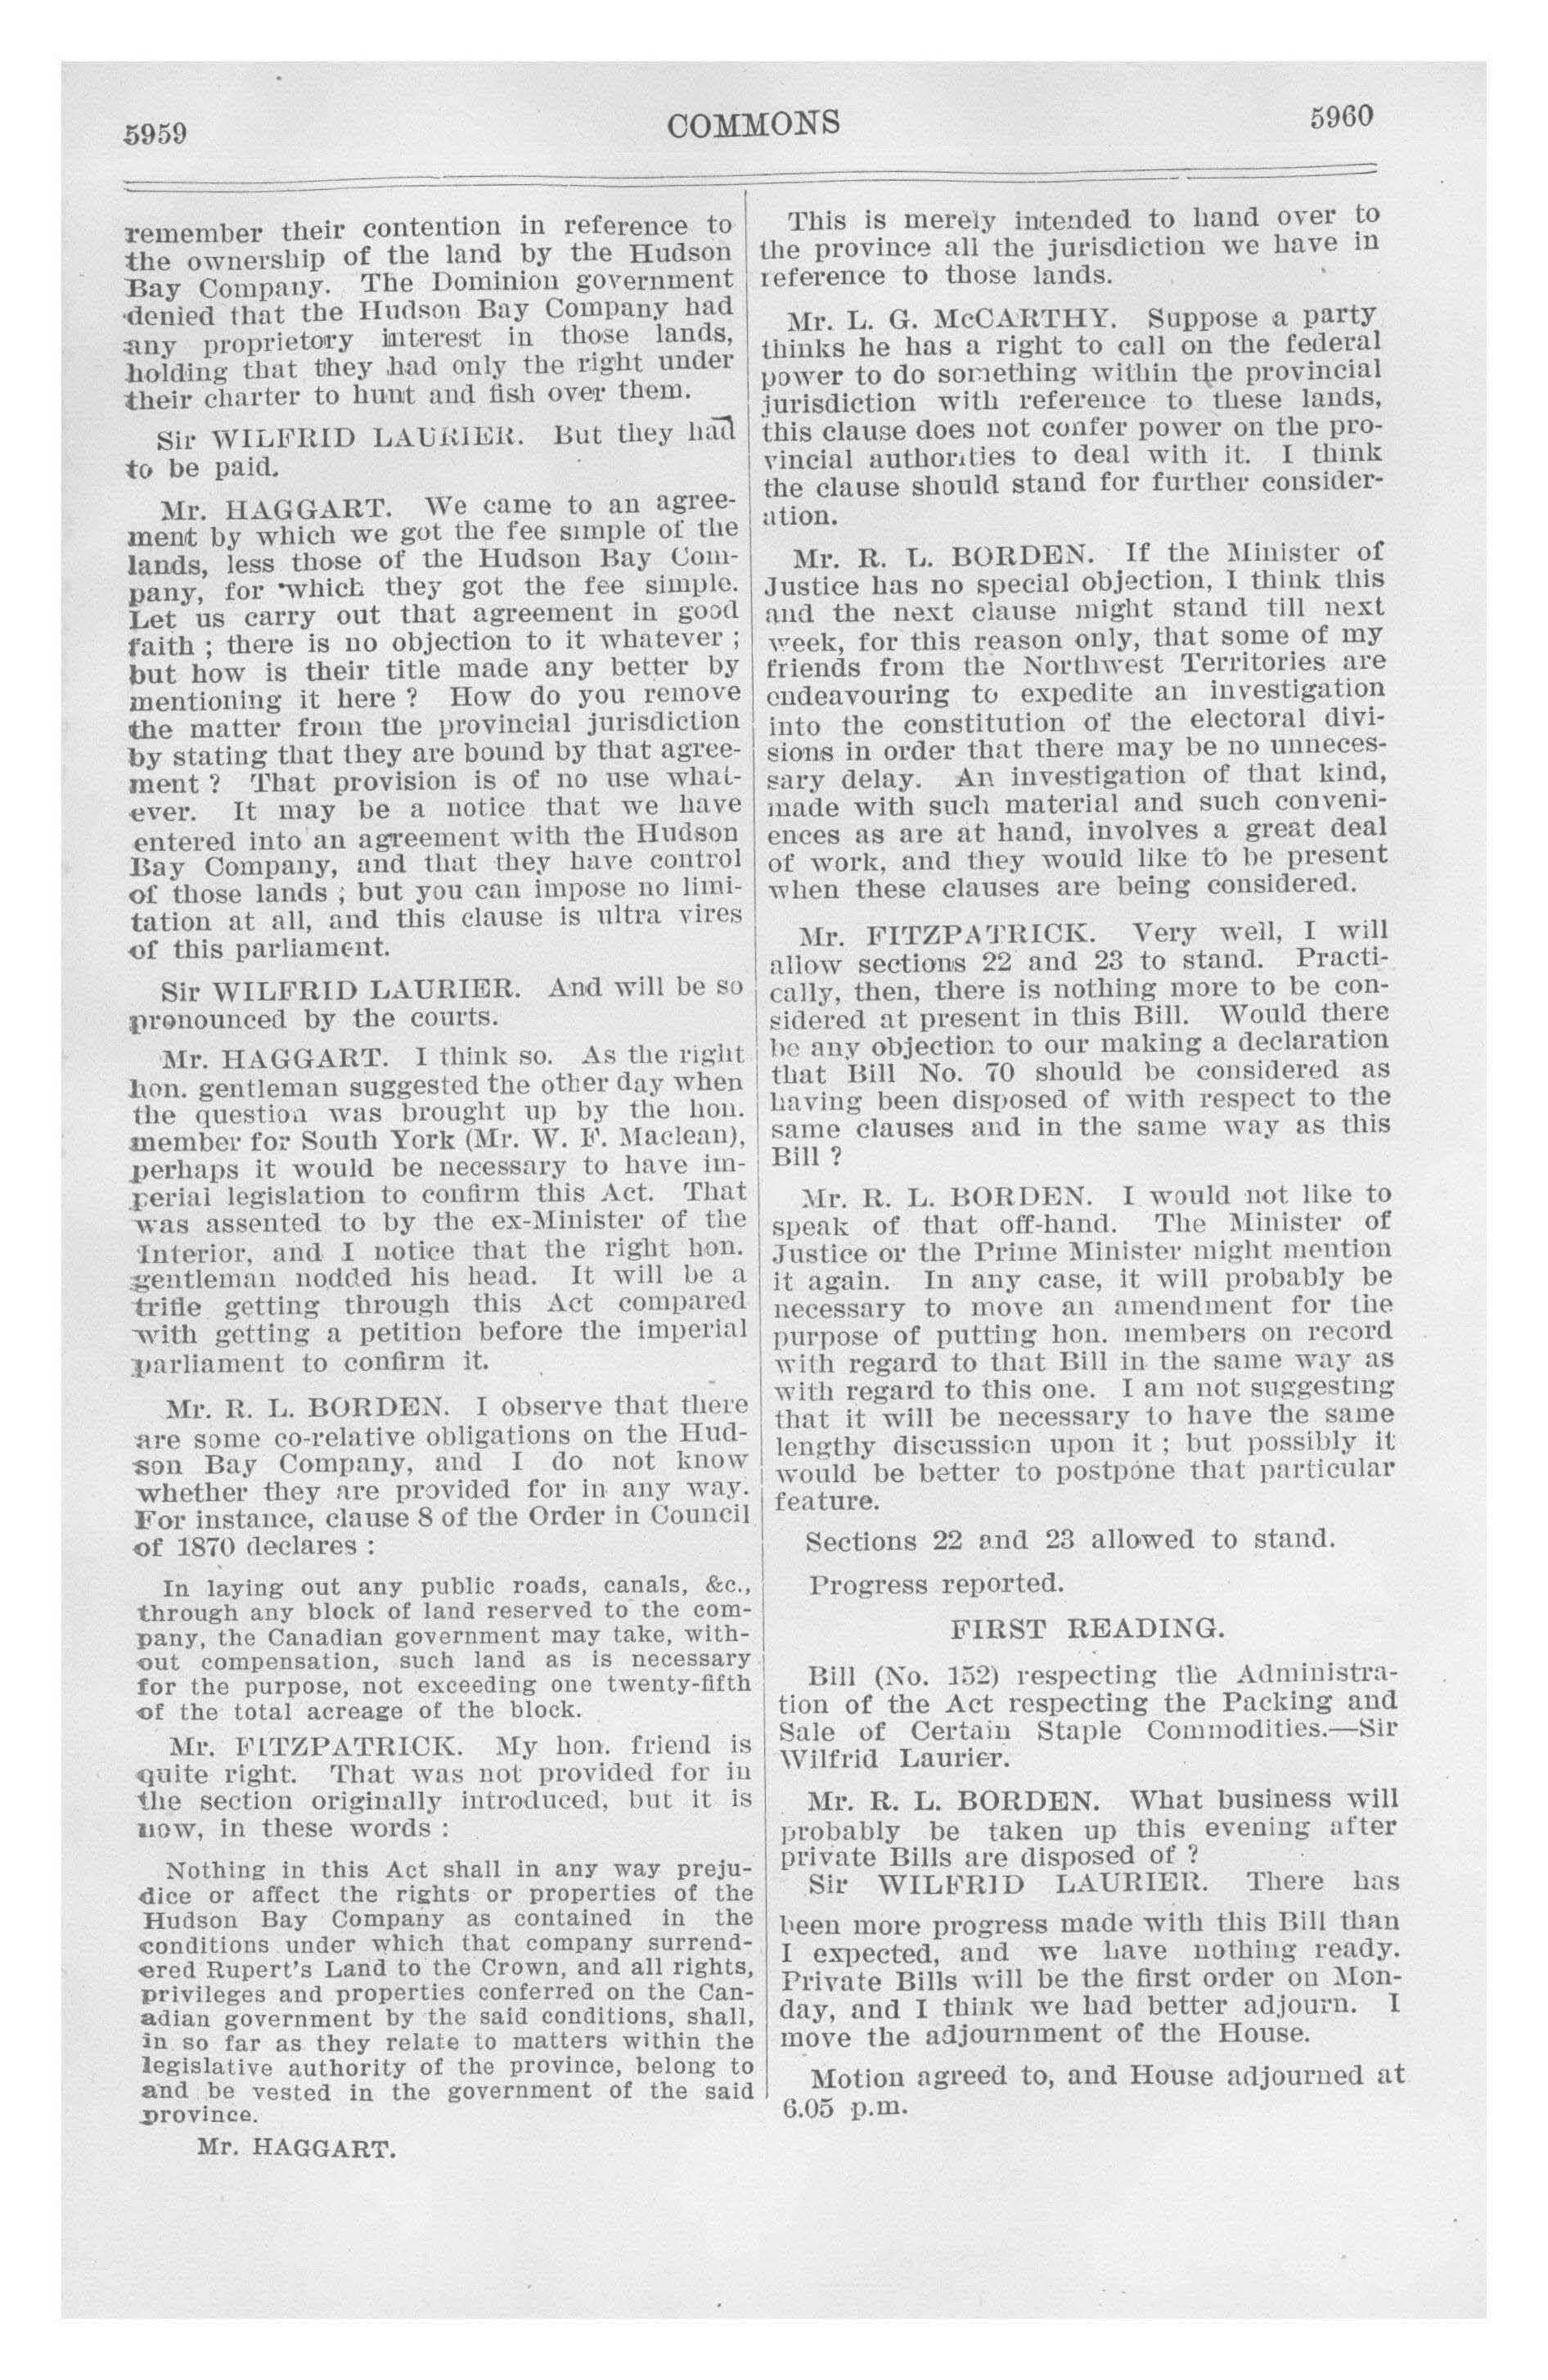 5959
COMMONS
5960
remember their contention in reference to
the ownership of the land by the Hudson
Bay Company. The Dominion government
denied that the Hudson Bay Company had
any proprietory interest in those lands,
holding that they had only the right under
their charter to hunt and fish over them.
Sir WILFRID LAURIER. But they had
to be paid.
Mr. HAGGART. We came to an agree-
ment by which we got the fee simple of the
lands, less those of the Hudson Bay Com-
pany, for which they got the fee simple.
Let us carry out that agreement in good
faith ; there is no objection to it whatever ;
but how is their title made any better by
mentioning it here ? How do you remove
the matter from the provincial jurisdiction
by stating that they are bound by that agree-
ment ? That provision is of no use what-
ever. It may be a notice that we have
entered into an agreement with the Hudson
Bay Company, and that they have control
of those lands ; but you can impose no limi-
tation at all, and this clause is ultra vires
of this parliament.
Sir WILFRID LAURIER. And will be so
pronounced by the courts.
Mr. HAGGART. I think so. As the right
hon. gentleman suggested the other day when
the question was brought up by the hon.
member for South York (Mr. W. F. Maclean),
perhaps it would be necessary to have im-
perial legislation to confirm this Act. That
was assented to by the ex-Minister of the
Interior, and I notice that the right hon.
gentleman nodded his head. It will be a
trifle getting through this Act compared
with getting a petition before the imperial
parliament to confirm it.
Mr. R. L. BORDEN. I observe that there
are some co-relative obligations on the Hud-
son Bay Company, and I do not know
whether they are provided for in any way.
For instance, clause 8 of the Order in Council
of 1870 declares :
In laying out any public roads, canals, &c.,
through any block of land reserved to the com-
pany, the Canadian government may take, with-
out compensation, such land as is necessary
for the purpose, not exceeding one twenty-fifth
of the total acreage of the block.
Mr. FITZPATRICK. My hon. friend is
quite right. That was not provided for in
the section originally introduced, but it is
now, in these words :
Nothing in this Act shall in any way preju-
dice or affect the rights or properties of the
Hudson Bay Company as contained in the
conditions under which that company surrend-
ered Rupert's Land to the Crown, and all rights,
privileges and properties conferred on the Can-
adian government by the said conditions, shall,
in so far as they relate to matters within the
legislative authority of the province, belong to
and be vested in the government of the said
province.
Mr. HAGGART.
This is merely intended to hand over to
the province all the jurisdiction we have in
reference to those lands.
Mr. L. G. McCARTHY. Suppose a party
thinks he has a right to call on the federal
power to do something within the provincial
jurisdiction with reference to these lands,
this clause does not confer power on the pro-
vincial authorities to deal with it. I think
the clause should stand for further consider-
ation.
Mr. R. L. BORDEN. If the Minister of
Justice has no special objection, I think this
and the next clause might stand till next
week, for this reason only, that some of my
friends from the Northwest Territories are
endeavouring to expedite an investigation
into the constitution of the electoral divi-
sions in order that there may be no unneces-
sary delay. An investigation of that kind,
made with such material and such conveni-
ences as are at hand, involves a great deal
of work, and they would like to be present
when these clauses are being considered.
Mr. FITZPATRICK. Very well, I will
allow sections 22 and 23 to stand. Practi-
cally, then, there is nothing more to be con-
sidered at present in this Bill. Would there
be any objection to our making a declaration
that Bill No. 70 should be considered as
having been disposed of with respect to the
same clauses and in the same way as this
Bill ?
Mr. R. L. BORDEN. I would not like to
speak of that off-hand. The Minister of
Justice or the Prime Minister might mention
it again. In any case, it will probably be
necessary to move an amendment for the
purpose of putting hon. members on record
with regard to that Bill in the same way as
with regard to this one. I am not suggesting
that it will be necessary to have the same
lengthy discussion upon it ; but possibly it
would be better to postpone that particular
feature.
Sections 22 and 23 allowed to stand.
Progress reported.
FIRST READING.
Bill (No. 152) respecting the Administra-
tion of the Act respecting the Packing and
Sale of Certain Staple Commodities.—Sir
Wilfrid Laurier.
Mr. R. L. BORDEN. What business will
probably be taken up this evening after
private Bills are disposed of ?
Sir WILFRID LAURIER. There has
been more progress made with this Bill than
I expected, and we have nothing ready.
Private Bills will be the first order on Mon-
day, and I think we had better adjourn. I
move the adjournment of the House.
Motion agreed to, and House adjourned at
6.05 p.m.